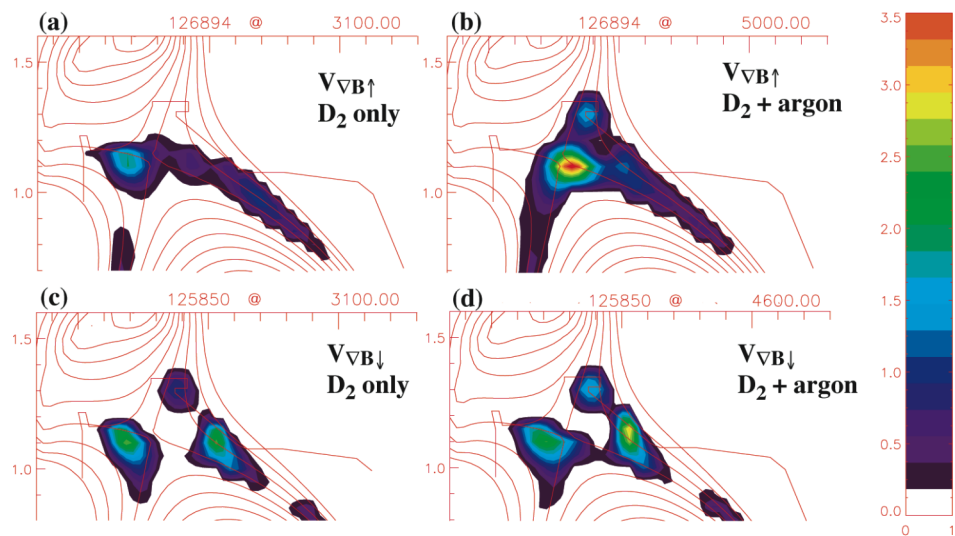 (a) 126894 @ 3100.00
1.5
1.0
V∇B↑
D2 only
(b) 126894 @ 5000.00
V∇B↑
D2 + argon
(c) 125850 @ 3100.00
1.5
1.0
V∇B↓
D2 only
(d) 125850 @ 4600.00
V∇B↓
D2 + argon
3.5
3.0
2.5
2.0
1.5
1.0
3.5
0.0
0 1